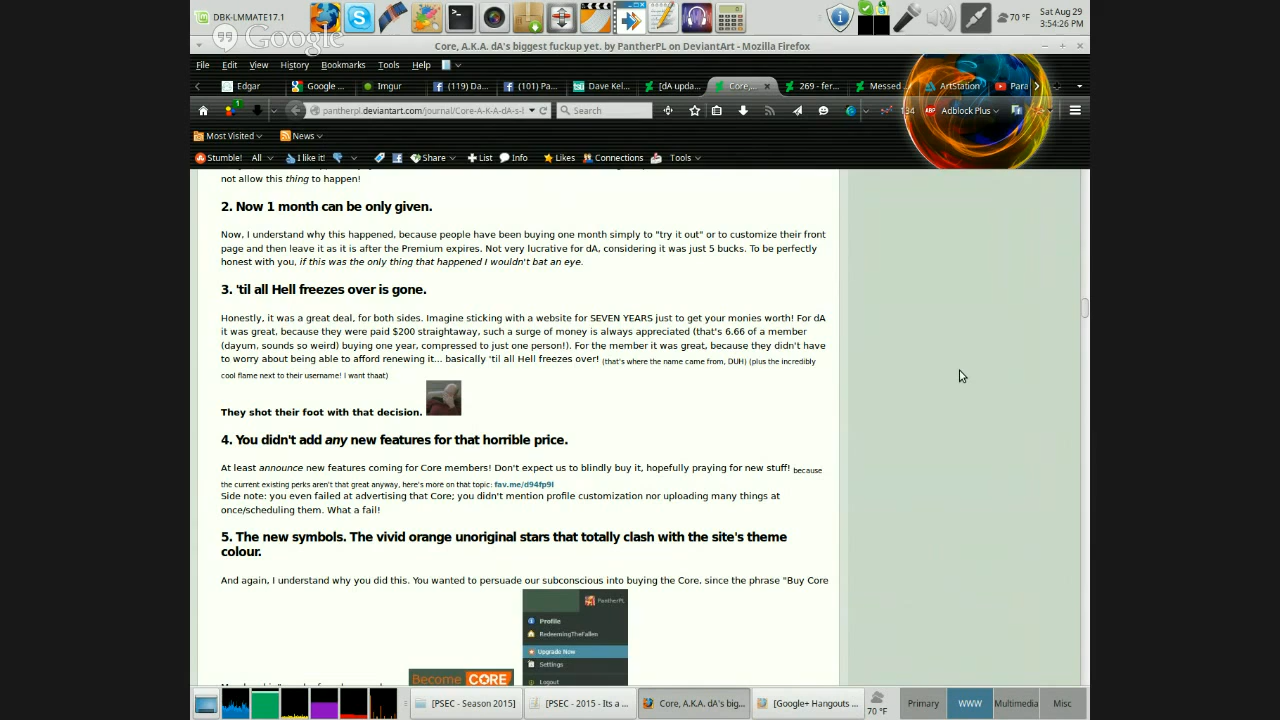 DBK-LMMATE17.1
Sat Aug 29
70 °F
3:54:26 PM
Google
Core, A.K.A. dA's biggest fuckup yet. by PantherPL on DeviantArt - Mozilla Firefox
File Edit View History Bookmarks Tools Help
Edgar
Google ...
Imgur
(119) Da...
(101) Pa...
Dave Kel...
[dA upda...
Core,...
269 - fer...
Messed
ArtStation
Para
pantherpl.deviantart.com/journal/Core-A-K-A-dA-s-l
Search
134
Adblock Plus
Most Visited
News
Stumble! All I like it! Share List Info Likes Connections Tools
not allow this thing to happen!
2. Now 1 month can be only given.
Now, I understand why this happened, because people have been buying one month simply to "try it out" or to customize their front
page and then leave it as it is after the Premium expires. Not very lucrative for dA, considering it was just 5 bucks. To be perfectly
honest with you, if this was the only thing that happened I wouldn't bat an eye.
3. 'til all Hell freezes over is gone.
Honestly, it was a great deal, for both sides. Imagine sticking with a website for SEVEN YEARS just to get your monies worth! For dA
it was great, because they were paid $200 straightaway, such a surge of money is always appreciated (that's 6.66 of a member
(dayum, sounds so weird) buying one year, compressed to just one person!). For the member it was great, because they didn't have
to worry about being able to afford renewing it... basically 'til all Hell freezes over! (that's where the name came from, DUH) (plus the incredibly
cool flame next to their username! i want thaat)
They shot their foot with that decision.
4. You didn't add any new features for that horrible price.
At least announce new features coming for Core members! Don't expect us to blindly buy it, hopefully praying for new stuff! because
the current existing perks aren't that great anyway, here's more on that topic: fav.me/d94fp9l
Side note: you even failed at advertising that Core; you didn't mention profile customization nor uploading many things at
once/scheduling them. What a fail!
5. The new symbols. The vivid orange unoriginal stars that totally clash with the site's theme
colour.
And again, I understand why you did this. You wanted to persuade our subconscious into buying the Core, since the phrase "Buy Core
PantherPL
Profile
RedeemingTheFallen
Upgrade Now
Settings
Logout
Become CORE
[PSEC - Season 2015]
[PSEC - 2015 - Its a ...
Core, A.K.A. dA's big...
[Google+ Hangouts ...
70 °F
Primary
WWW
Multimedia
Misc